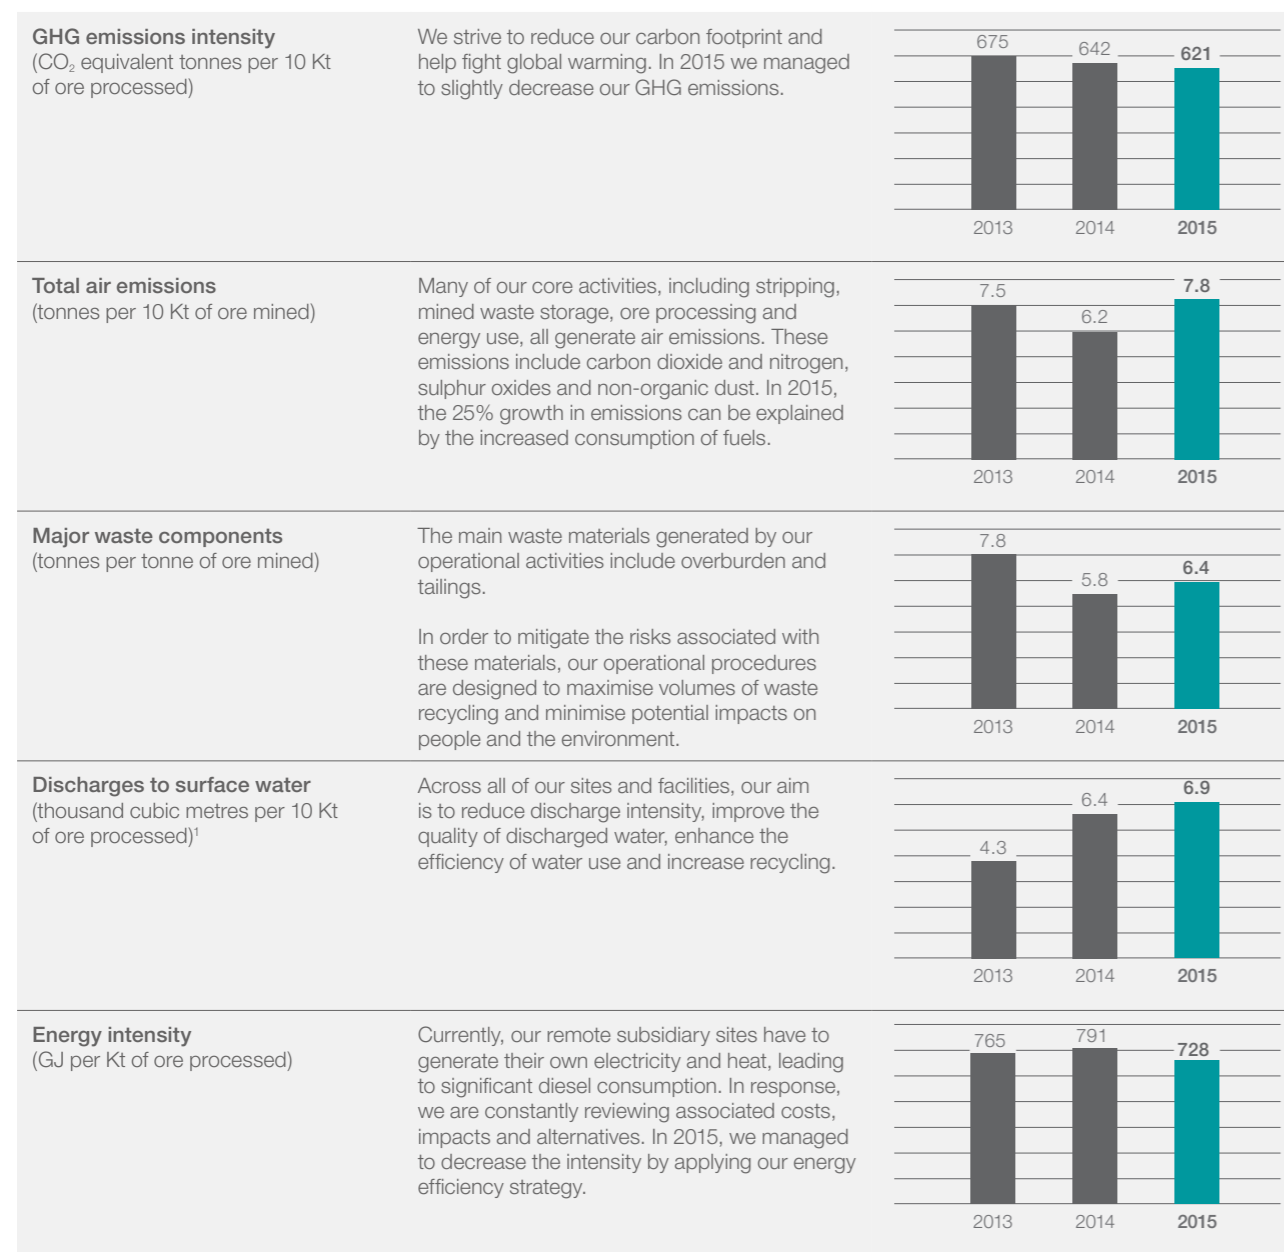 GHG emissions intensity
(CO₂ equivalent tonnes per 10 Kt
of ore processed)
We strive to reduce our carbon footprint and
help fight global warming. In 2015 we managed
to slightly decrease our GHG emissions.
675
642
621
2013
2014
2015
Total air emissions
(tonnes per 10 Kt of ore mined)
Many of our core activities, including stripping,
mined waste storage, ore processing and
energy use, all generate air emissions. These
emissions include carbon dioxide and nitrogen,
sulphur oxides and non-organic dust. In 2015,
the 25% growth in emissions can be explained
by the increased consumption of fuels.
7.5
6.2
7.8
2013
2014
2015
Major waste components
(tonnes per tonne of ore mined)
The main waste materials generated by our
operational activities include overburden and
tailings.
In order to mitigate the risks associated with
these materials, our operational procedures
are designed to maximise volumes of waste
recycling and minimise potential impacts on
people and the environment.
7.8
5.8
6.4
2013
2014
2015
Discharges to surface water
(thousand cubic metres per 10 Kt
of ore processed)¹
Across all of our sites and facilities, our aim
is to reduce discharge intensity, improve the
quality of discharged water, enhance the
efficiency of water use and increase recycling.
4.3
6.4
6.9
2013
2014
2015
Energy intensity
(GJ per Kt of ore processed)
Currently, our remote subsidiary sites have to
generate their own electricity and heat, leading
to significant diesel consumption. In response,
we are constantly reviewing associated costs,
impacts and alternatives. In 2015, we managed
to decrease the intensity by applying our energy
efficiency strategy.
765
791
728
2013
2014
2015